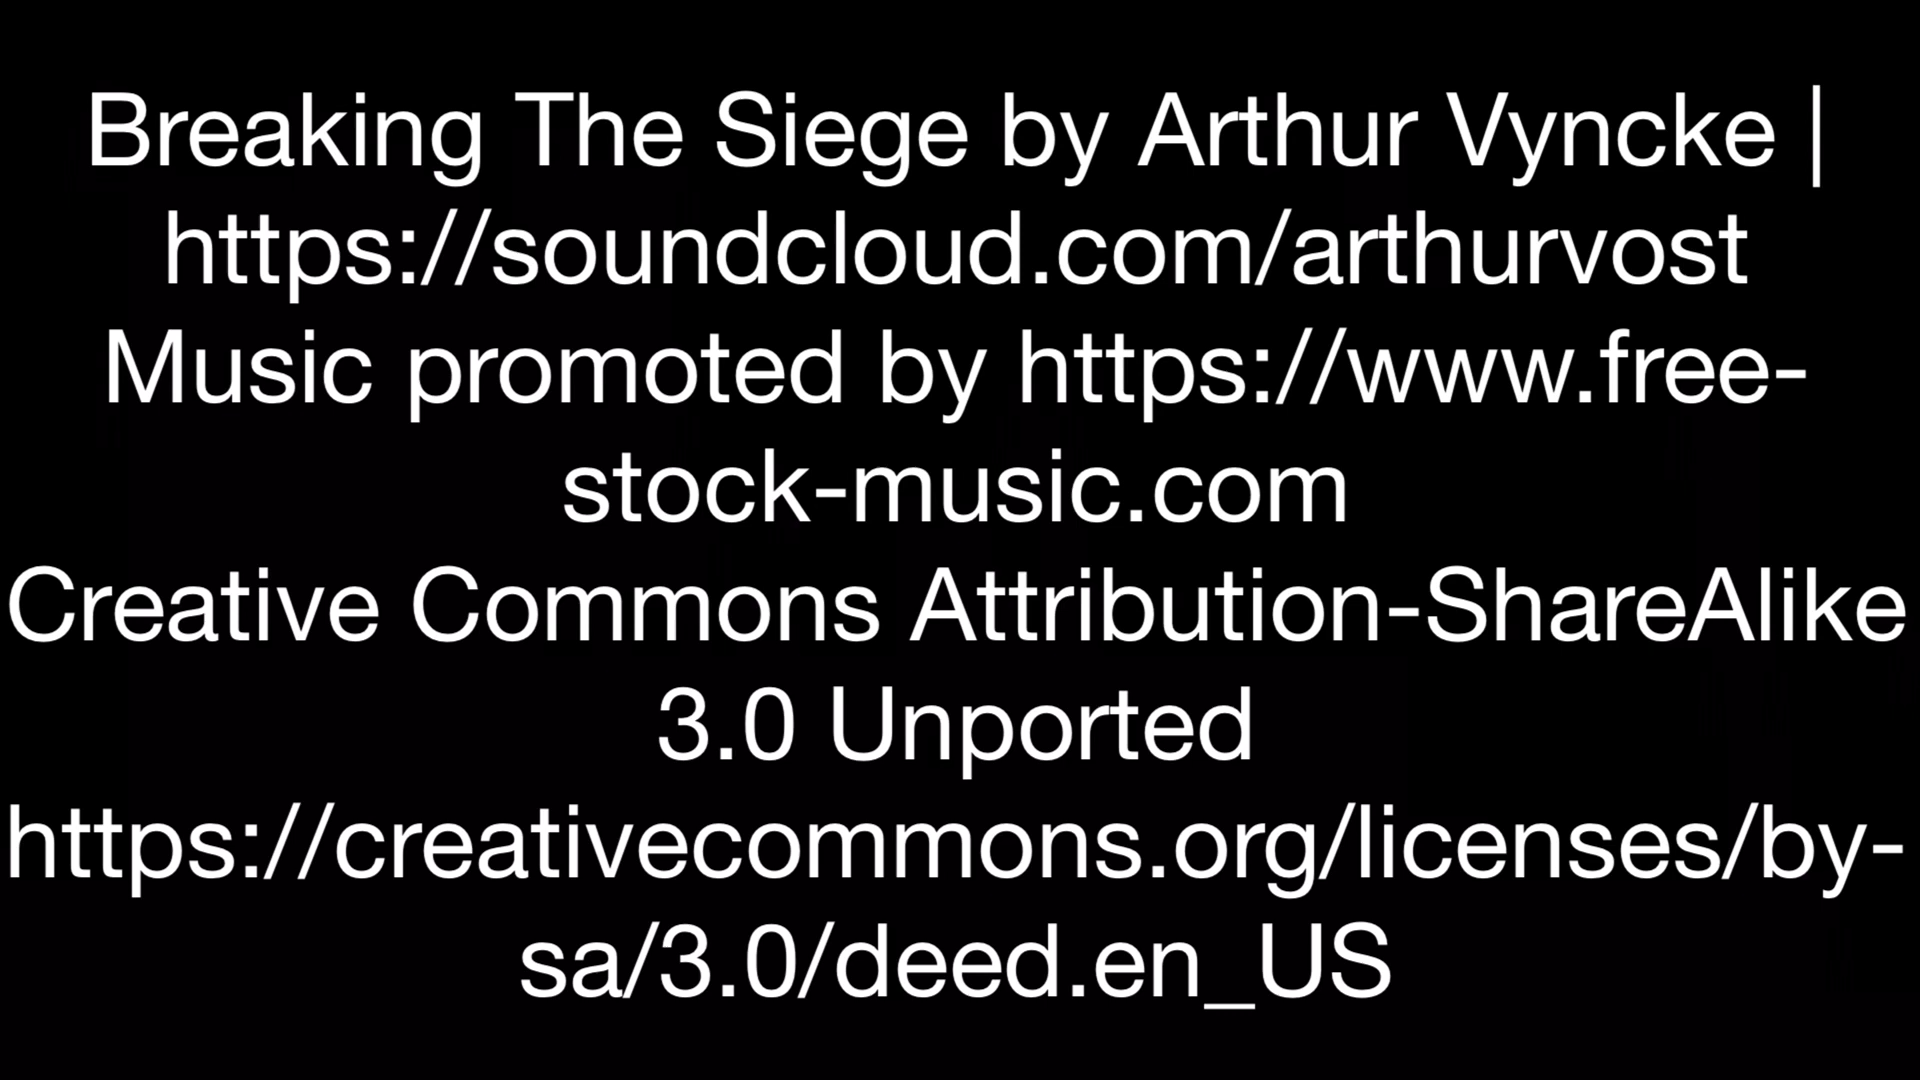 Breaking The Siege by Arthur Vyncke |
https://soundcloud.com/arthurvost
Music promoted by https://www.free-
stock-music.com
Creative Commons Attribution-ShareAlike
3.0 Unported
https://creativecommons.org/licenses/by-
sa/3.0/deed.en_US